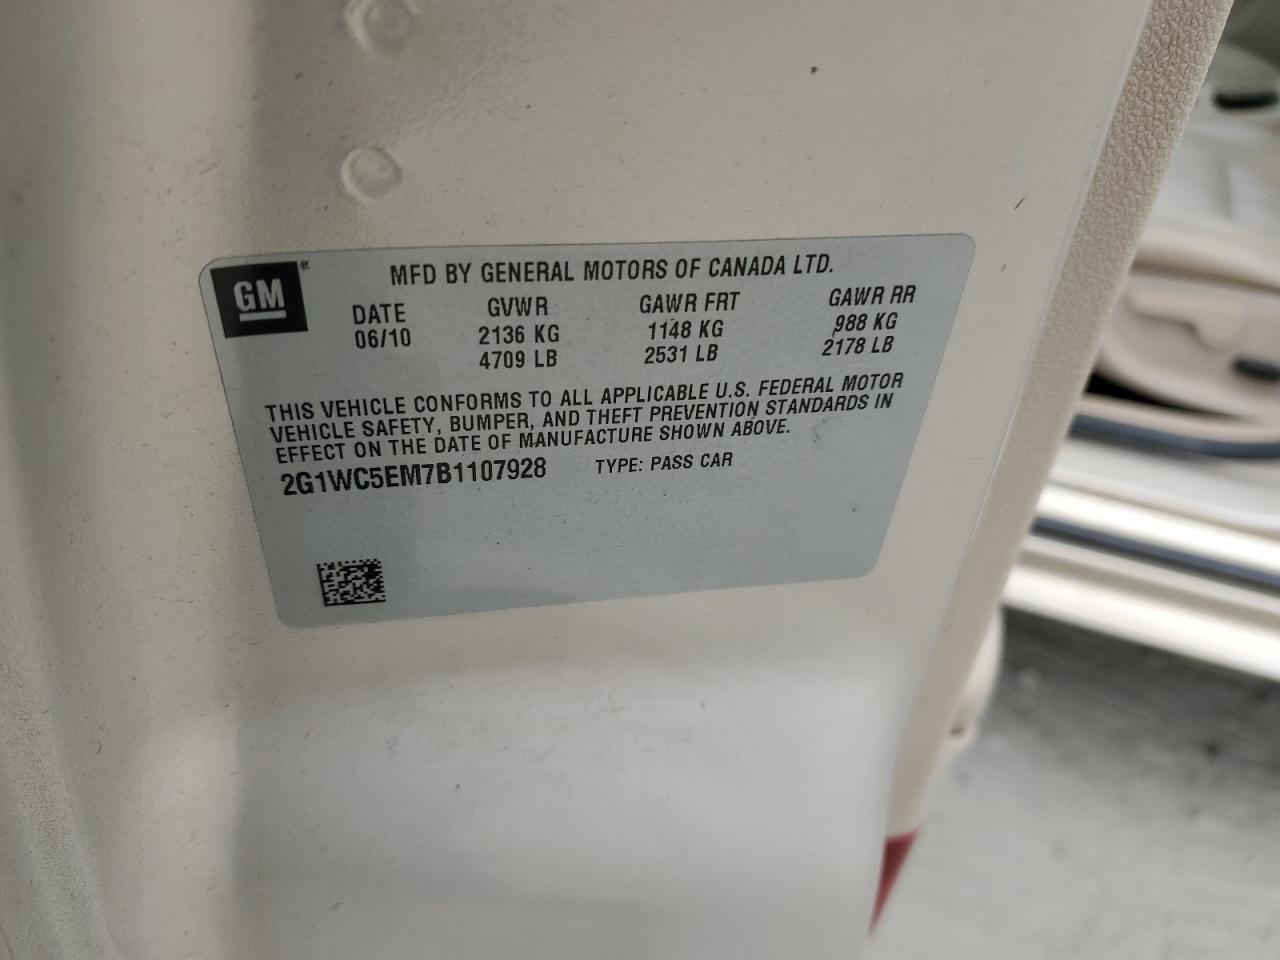 GM ®
MFD BY GENERAL MOTORS OF CANADA LTD.
DATE GVWR GAWR FRT GAWR RR
06/10 2136 KG 1148 KG 988 KG
4709 LB 2531 LB 2178 LB
THIS VEHICLE CONFORMS TO ALL APPLICABLE U.S. FEDERAL MOTOR
VEHICLE SAFETY, BUMPER, AND THEFT PREVENTION STANDARDS IN
EFFECT ON THE DATE OF MANUFACTURE SHOWN ABOVE.
2G1WC5EM7B1107928 TYPE: PASS CAR